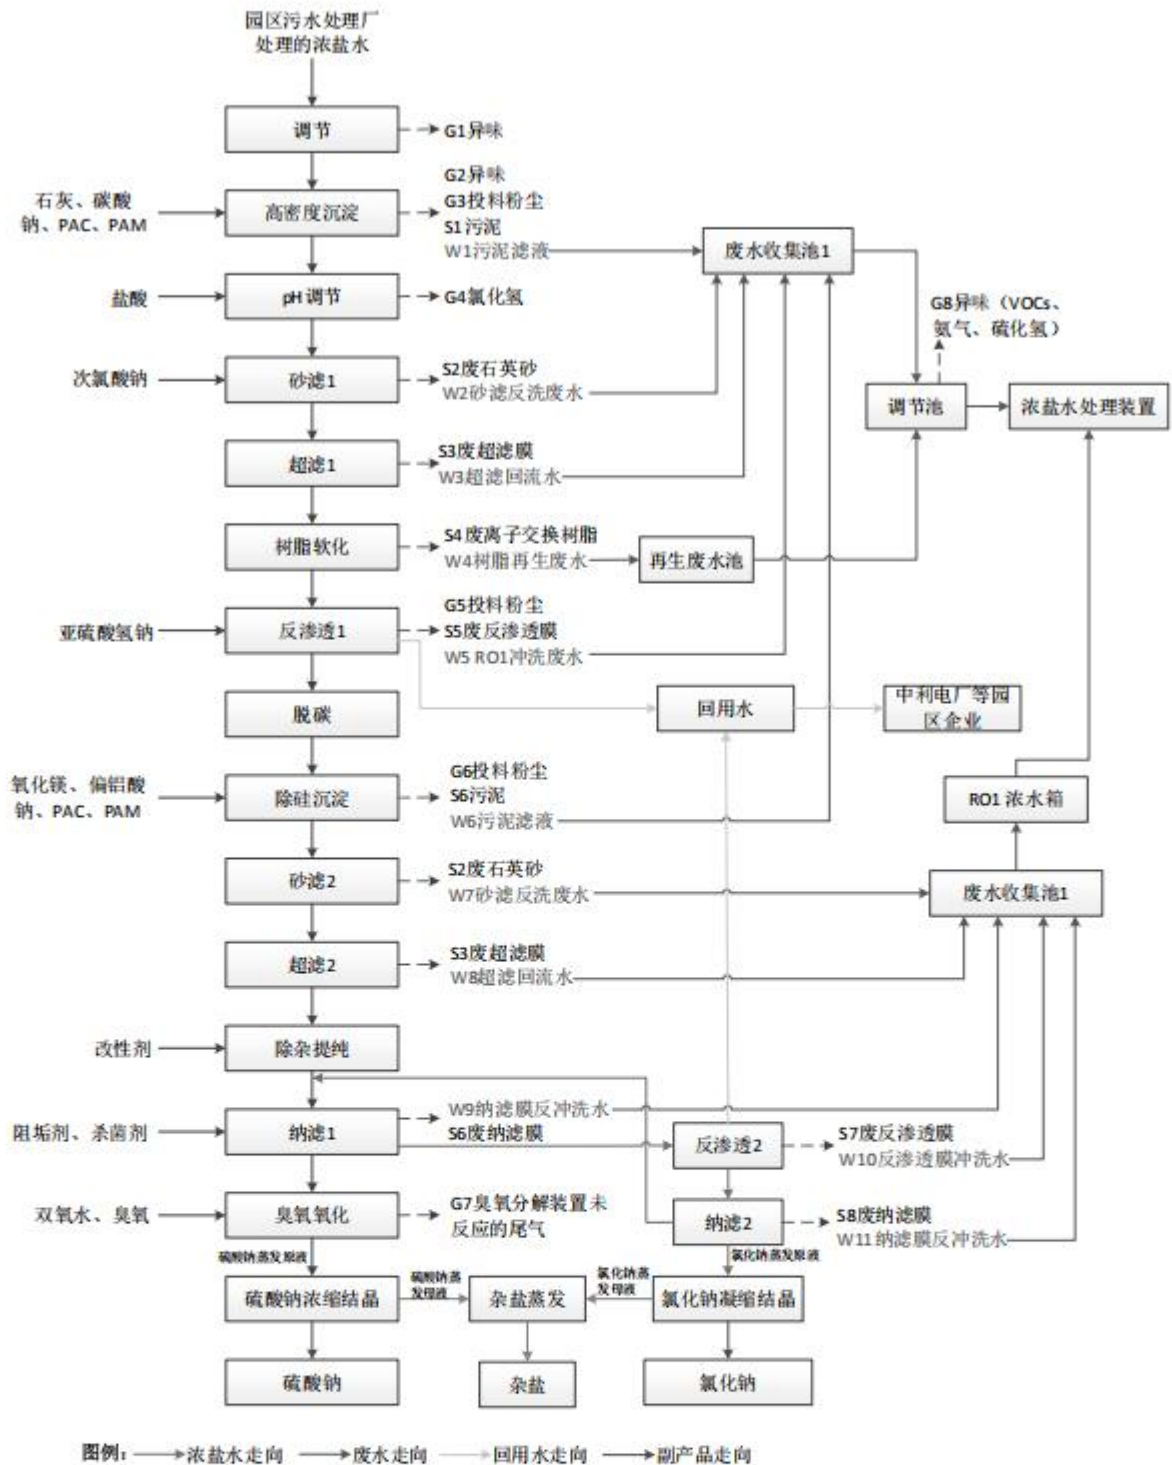 园区污水处理厂
处理的浓盐水
调节
G1异味
石灰、碳酸
钠、PAC、PAM
高密度沉淀
G2异味
G3投料粉尘
S1污泥
W1污泥滤液
废水收集池1
盐酸
pH调节
G4氯化氢
G8异味（VOCs、
氨气、硫化氢）
次氯酸钠
砂滤1
S2废石英砂
W2砂滤反洗废水
调节池
浓盐水处理装置
超滤1
S3废超滤膜
W3超滤回流水
树脂软化
S4废离子交换树脂
W4树脂再生废水
再生废水池
亚硫酸氢钠
反渗透1
G5投料粉尘
S5废反渗透膜
W5 RO1冲洗废水
脱碳
回用水
中利电厂等园
区企业
氧化镁、偏铝酸
钠、PAC、PAM
除硅沉淀
G6投料粉尘
S6污泥
W6污泥滤液
RO1 浓水箱
砂滤2
S2废石英砂
W7砂滤反洗废水
废水收集池1
超滤2
S3废超滤膜
W8超滤回流水
改性剂
除杂提纯
阻垢剂、杀菌剂
纳滤1
W9纳滤膜反冲洗水
S6废纳滤膜
反渗透2
S7废反渗透膜
W10反渗透膜冲洗水
双氧水、臭氧
臭氧氧化
G7臭氧分解装置未
反应的尾气
纳滤2
S8废纳滤膜
W11纳滤膜反冲洗水
硫酸钠蒸发原液
氯化钠蒸发原液
硫酸钠浓缩结晶
硫酸钠蒸
发母液
杂盐蒸发
氯化钠蒸
发母液
氯化钠凝缩结晶
硫酸钠
杂盐
氯化钠
图例：
浓盐水走向
废水走向
回用水走向
副产品走向